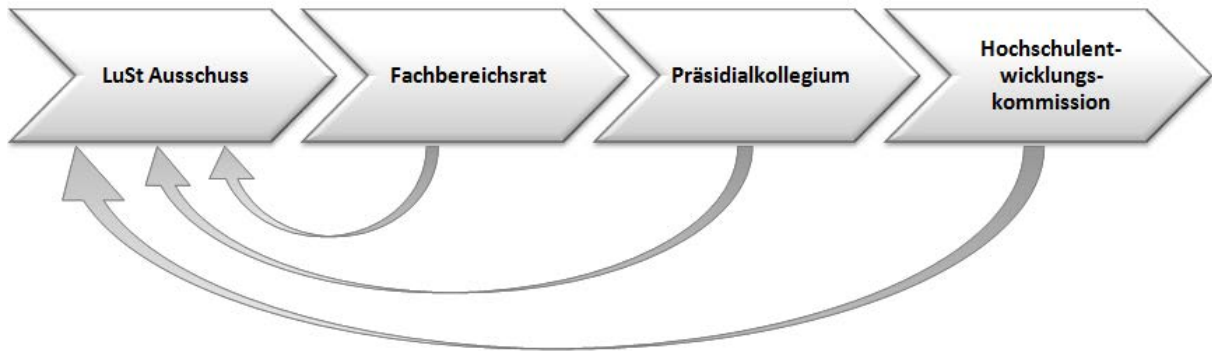 LuSt Ausschuss
Fachbereichsrat
Präsidialkollegium
Hochschulent-
wicklungs-
kommission